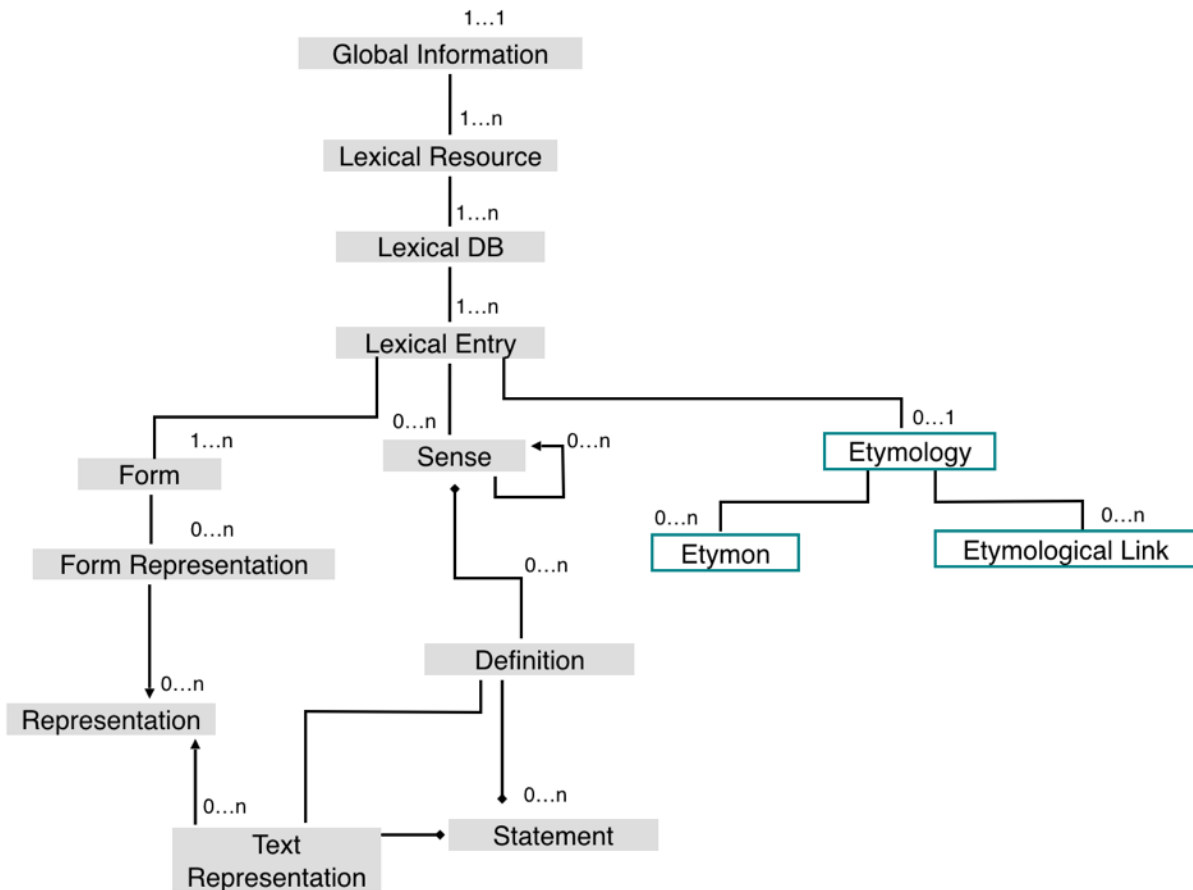 1…1
Global Information
1…n
Lexical Resource
1…n
Lexical DB
1…n
Lexical Entry
0…n
0…1
1…n
0…n
Etymology
Sense
Form
0…n
0…n
0…n
Etymon
Etymological Link
Form Representation
0…n
Definition
0…n
Representation
0…n
0…n
Statement
Text
Representation